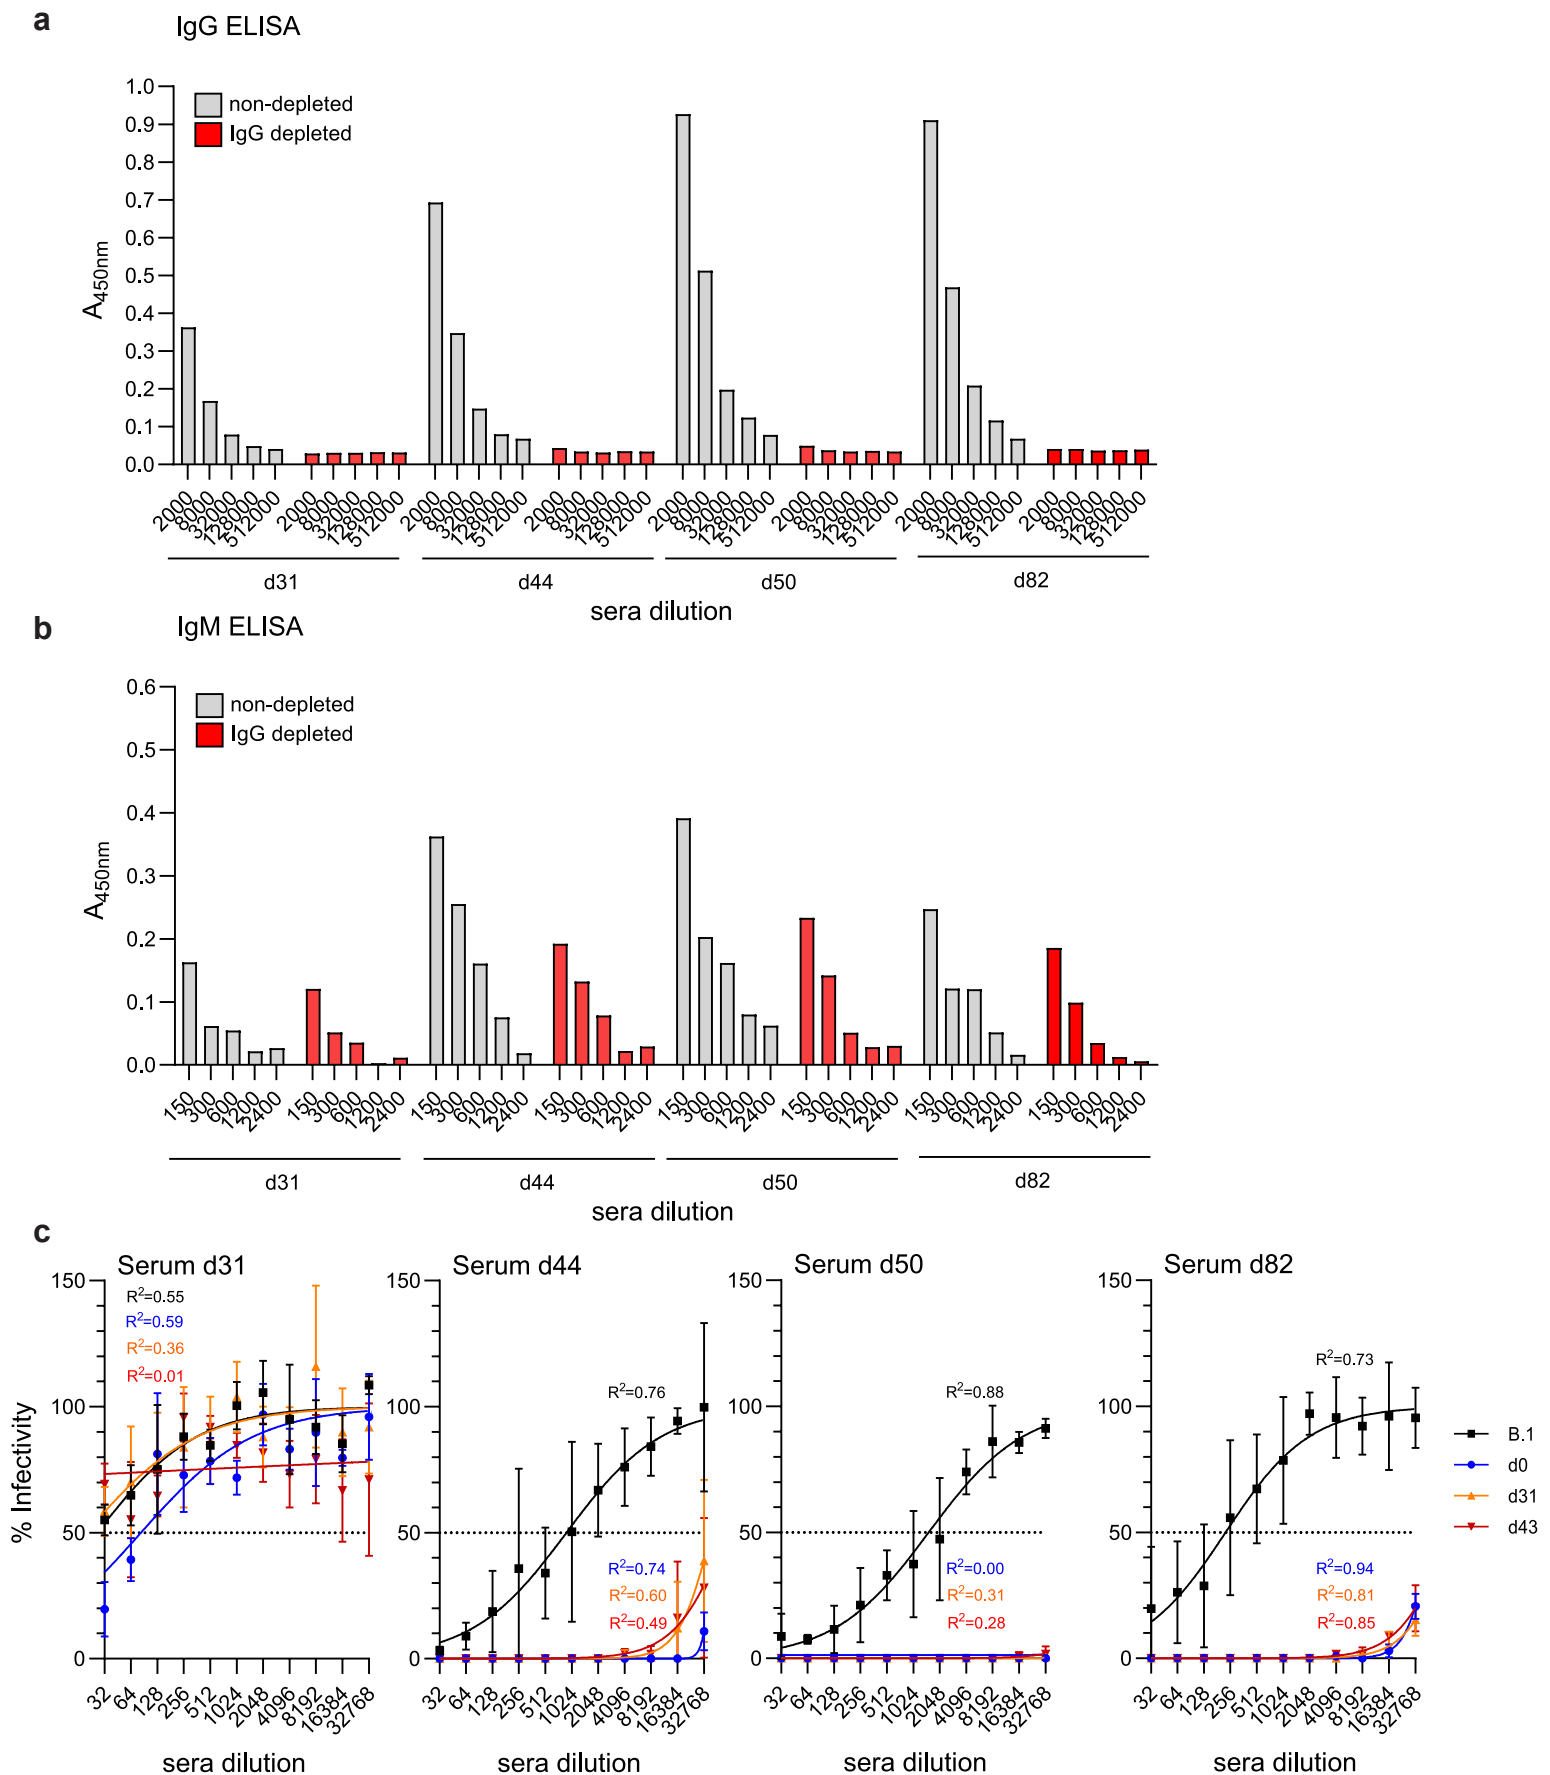 a
IgG ELISA
1.0
0.9
0.8
0.7
0.6
0.5
0.4
0.3
0.2
0.1
0.0
A450nm
non-depleted
IgG depleted
2000 8000 32000 128000 512000 2000 8000 32000 128000 512000 2000 8000 32000 128000 512000 2000 8000 32000 128000 512000 2000 8000 32000 128000 512000 2000 8000 32000 128000 512000 2000 8000 32000 128000 512000 2000 8000 32000 128000 512000
d31 d44 d50 d82
sera dilution
b
IgM ELISA
0.6
0.5
0.4
0.3
0.2
0.1
0.0
A450nm
non-depleted
IgG depleted
150 300 600 1200 2400 150 300 600 1200 2400 150 300 600 1200 2400 150 300 600 1200 2400 150 300 600 1200 2400 150 300 600 1200 2400 150 300 600 1200 2400 150 300 600 1200 2400
d31 d44 d50 d82
sera dilution
c
% Infectivity
Serum d31
150
100
50
0
R²=0.55
R²=0.59
R²=0.36
R²=0.01
32 64 128 256 512 1024 2048 4096 8192 16384 32768
sera dilution
Serum d44
150
100
50
0
R²=0.76
R²=0.74
R²=0.60
R²=0.49
32 64 128 256 512 1024 2048 4096 8192 16384 32768
sera dilution
Serum d50
150
100
50
0
R²=0.88
R²=0.00
R²=0.31
R²=0.28
32 64 128 256 512 1024 2048 4096 8192 16384 32768
sera dilution
Serum d82
150
100
50
0
R²=0.73
R²=0.94
R²=0.81
R²=0.85
32 64 128 256 512 1024 2048 4096 8192 16384 32768
sera dilution
B.1
d0
d31
d43